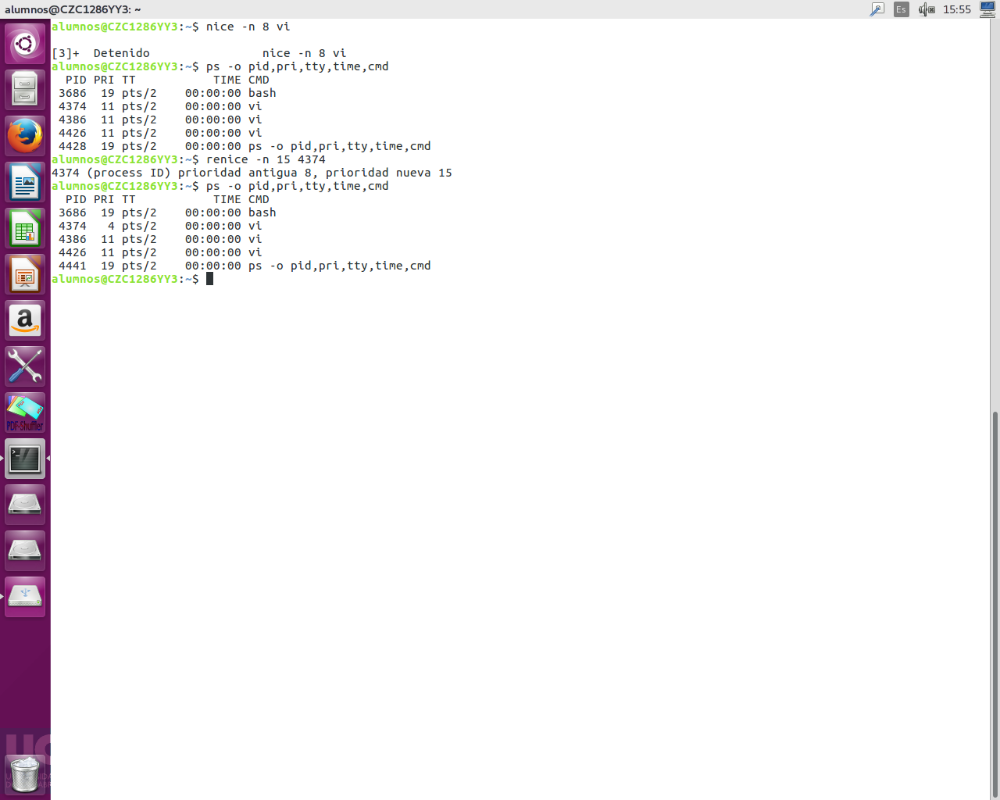 alumnos@CZC1286YY3: ~
Es
15:55
alumnos@CZC1286YY3:~$ nice -n 8 vi
[3]+  Detenido                nice -n 8 vi
alumnos@CZC1286YY3:~$ ps -o pid,pri,tty,time,cmd
  PID PRI TT           TIME CMD
 3686  19 pts/2    00:00:00 bash
 4374  11 pts/2    00:00:00 vi
 4386  11 pts/2    00:00:00 vi
 4426  11 pts/2    00:00:00 vi
 4428  19 pts/2    00:00:00 ps -o pid,pri,tty,time,cmd
alumnos@CZC1286YY3:~$ renice -n 15 4374
4374 (process ID) prioridad antigua 8, prioridad nueva 15
alumnos@CZC1286YY3:~$ ps -o pid,pri,tty,time,cmd
  PID PRI TT           TIME CMD
 3686  19 pts/2    00:00:00 bash
 4374   4 pts/2    00:00:00 vi
 4386  11 pts/2    00:00:00 vi
 4426  11 pts/2    00:00:00 vi
 4441  19 pts/2    00:00:00 ps -o pid,pri,tty,time,cmd
alumnos@CZC1286YY3:~$
a
PDF-Shuffler
>_